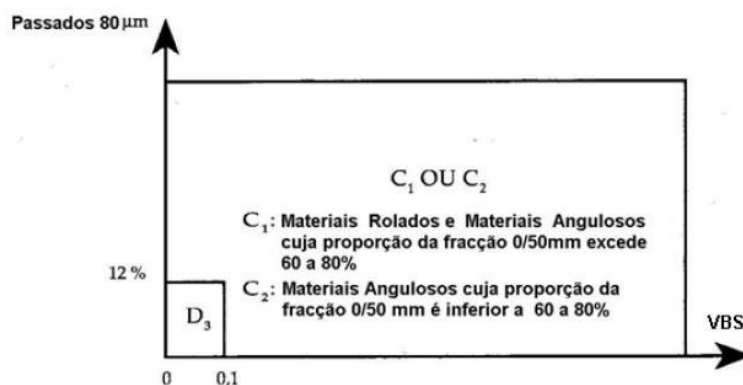 Passados 80 µm
C₁ OU C₂
C₁: Materiais Rolados e Materiais Angulosos
cuja proporção da fracção 0/50mm excede
60 a 80%
12 %
C₂: Materiais Angulosos cuja proporção da
fracção 0/50 mm é inferior a 60 a 80%
D₃
VBS
0
0,1